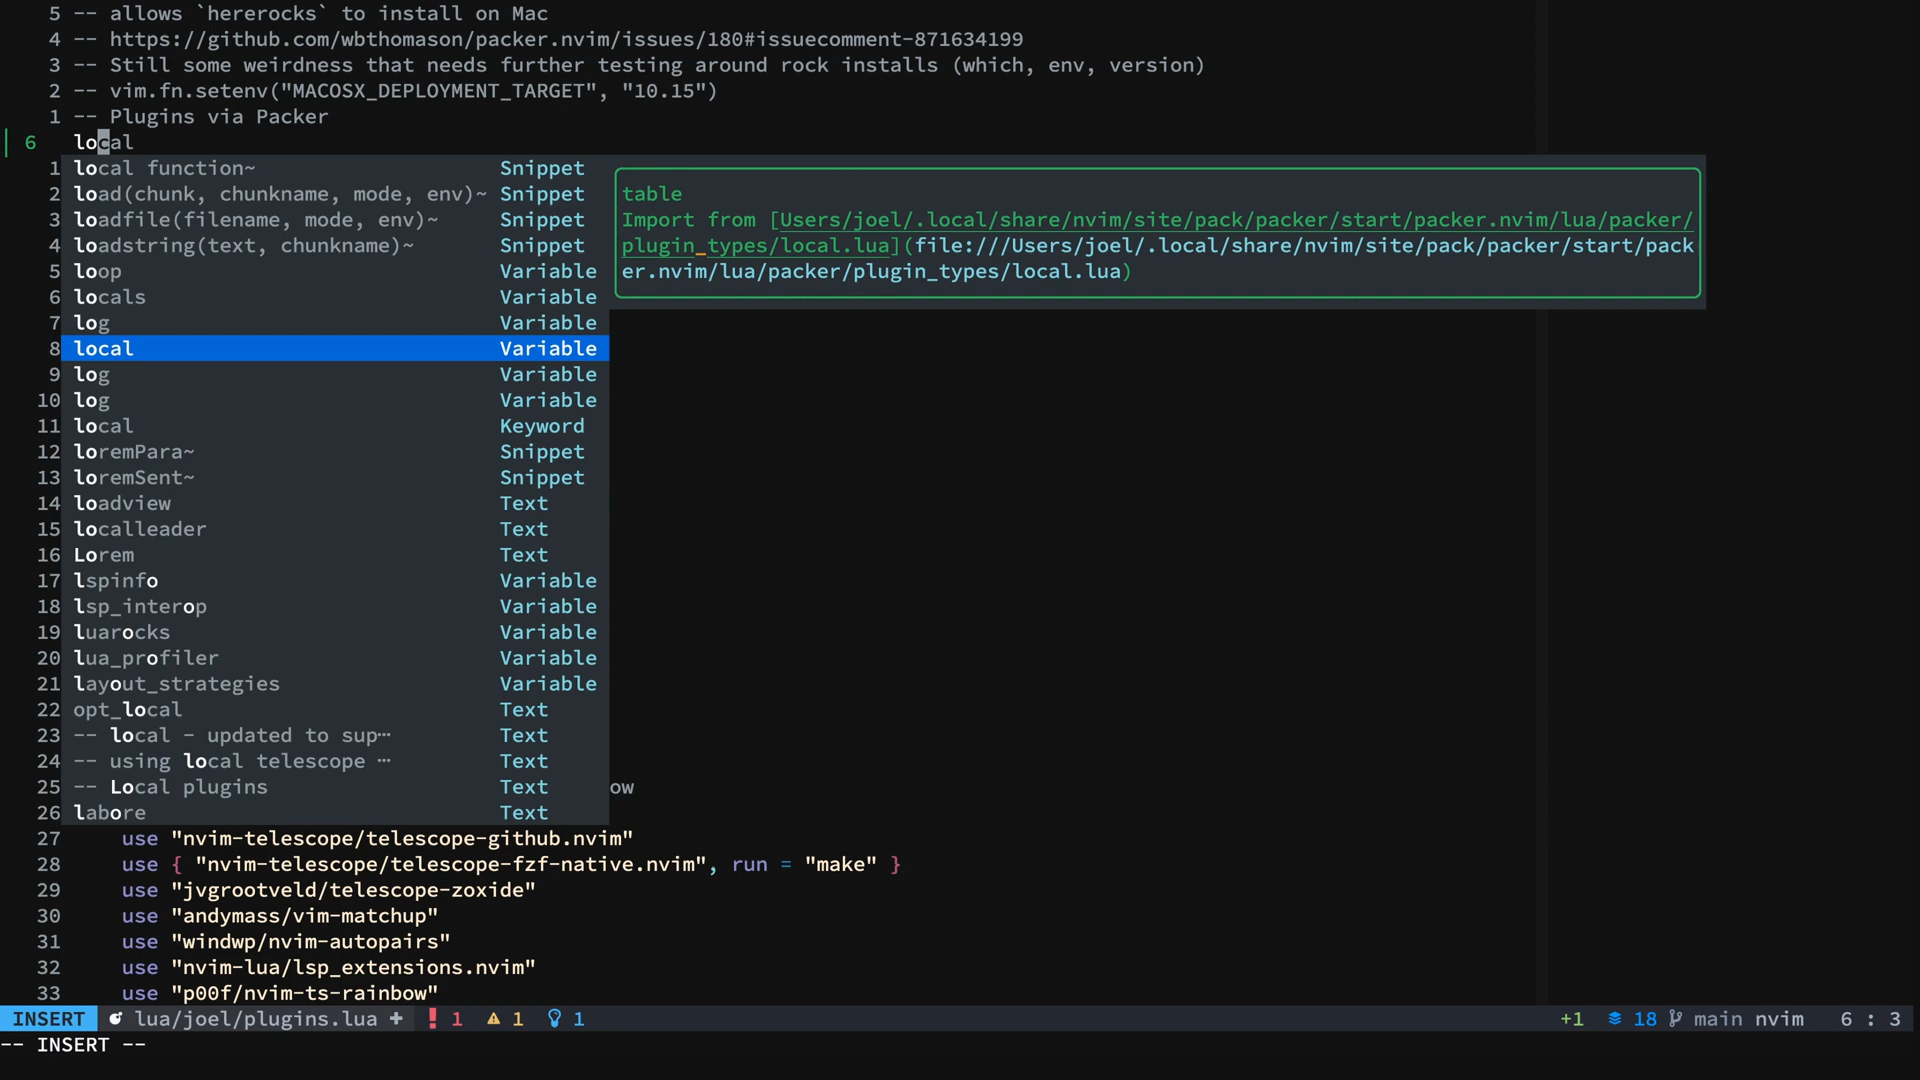 5 -- allows `hererocks` to install on Mac
4 -- https://github.com/wbthomason/packer.nvim/issues/180#issuecomment-871634199
3 -- Still some weirdness that needs further testing around rock installs (which, env, version)
2 -- vim.fn.setenv("MACOSX_DEPLOYMENT_TARGET", "10.15")
1 -- Plugins via Packer
6 local
1 local function~ Snippet
2 load(chunk, chunkname, mode, env)~ Snippet
3 loadfile(filename, mode, env)~ Snippet
4 loadstring(text, chunkname)~ Snippet
5 loop Variable
6 locals Variable
7 log Variable
8 local Variable
9 log Variable
10 log Variable
11 local Keyword
12 loremPara~ Snippet
13 loremSent~ Snippet
14 loadview Text
15 localleader Text
16 Lorem Text
17 lspinfo Variable
18 lsp_interop Variable
19 luarocks Variable
20 lua_profiler Variable
21 layout_strategies Variable
22 opt_local Text
23 -- local - updated to sup… Text
24 -- using local telescope … Text
25 -- Local plugins Text ow
26 labore Text
table
Import from [Users/joel/.local/share/nvim/site/pack/packer/start/packer.nvim/lua/packer/
plugin_types/local.lua](file:///Users/joel/.local/share/nvim/site/pack/packer/start/pack
er.nvim/lua/packer/plugin_types/local.lua)
27 use "nvim-telescope/telescope-github.nvim"
28 use { "nvim-telescope/telescope-fzf-native.nvim", run = "make" }
29 use "jvgrootveld/telescope-zoxide"
30 use "andymass/vim-matchup"
31 use "windwp/nvim-autopairs"
32 use "nvim-lua/lsp_extensions.nvim"
33 use "p00f/nvim-ts-rainbow"
INSERT lua/joel/plugins.lua + 1 1 1 +1 18 main nvim 6 : 3
-- INSERT --